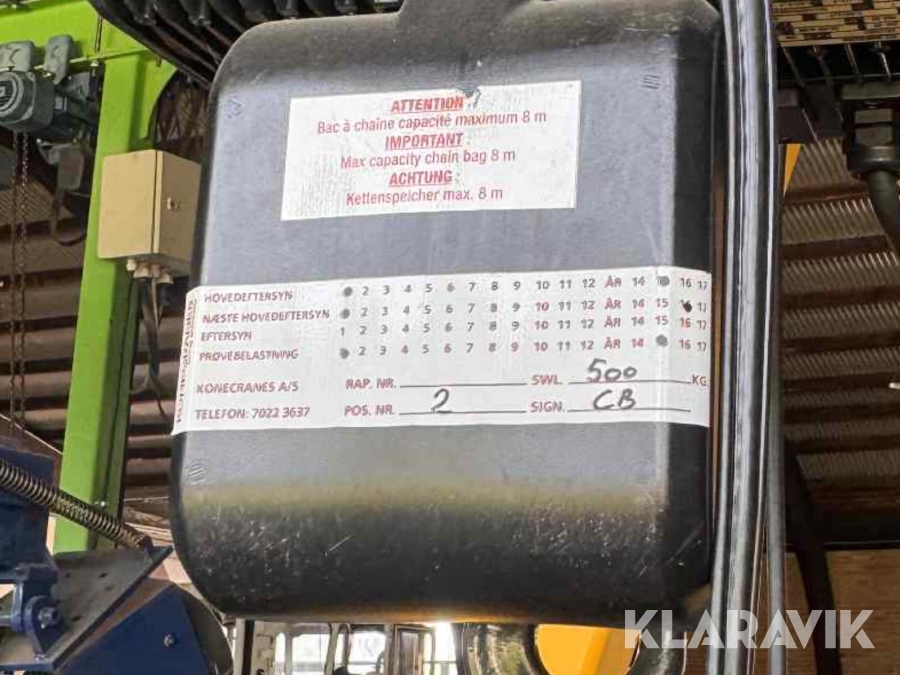 ATTENTION :
Bac à chaîne capacité maximum 8 m
IMPORTANT :
Max capacity chain bag 8 m
ACHTUNG :
Kettenspeicher max. 8 m
HOVEDEFTERSYN 2 3 4 5 6 7 8 9 10 11 12 ÅR 14 16 17
NÆSTE HOVEDEFTERSYN 2 3 4 5 6 7 8 9 10 11 12 ÅR 14 15 17
EFTERSYN 1 2 3 4 5 6 7 8 9 10 11 12 ÅR 14 15 16 17
PRØVEBELASTNING 2 3 4 5 6 7 8 9 10 11 12 ÅR 14 16 17
KONECRANES A/S RAP. NR. SWL. 500 KG
TELEFON: 7022 3637 POS. NR. 2 SIGN. CB
KLARAVIK